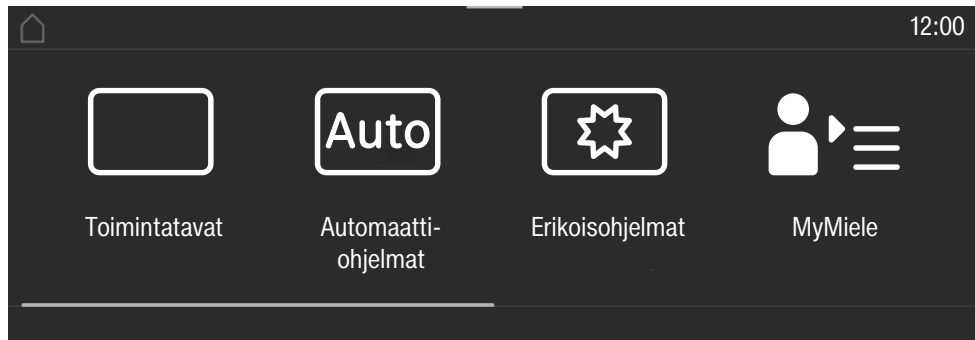 12:00
Auto
Toimintatavat
Automaatti-
ohjelmat
Erikoisohjelmat
MyMiele